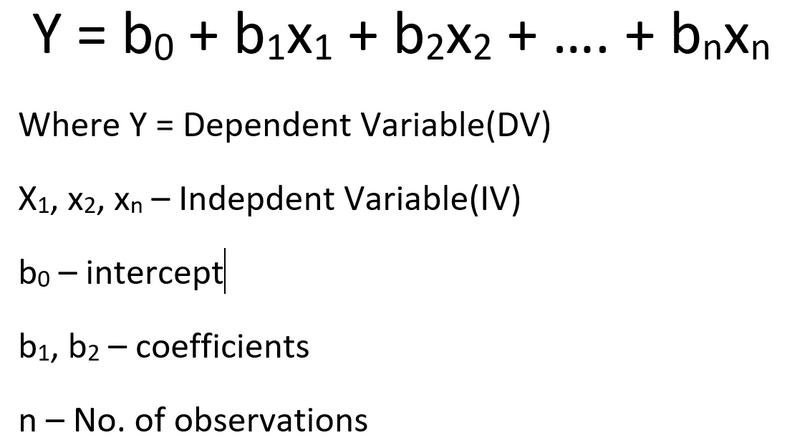 Y = b₀ + b₁x₁ + b₂x₂ + .... + bₙxₙ
Where Y = Dependent Variable(DV)
X₁, x₂, xₙ – Indepdent Variable(IV)
b₀ – intercept
b₁, b₂ – coefficients
n – No. of observations